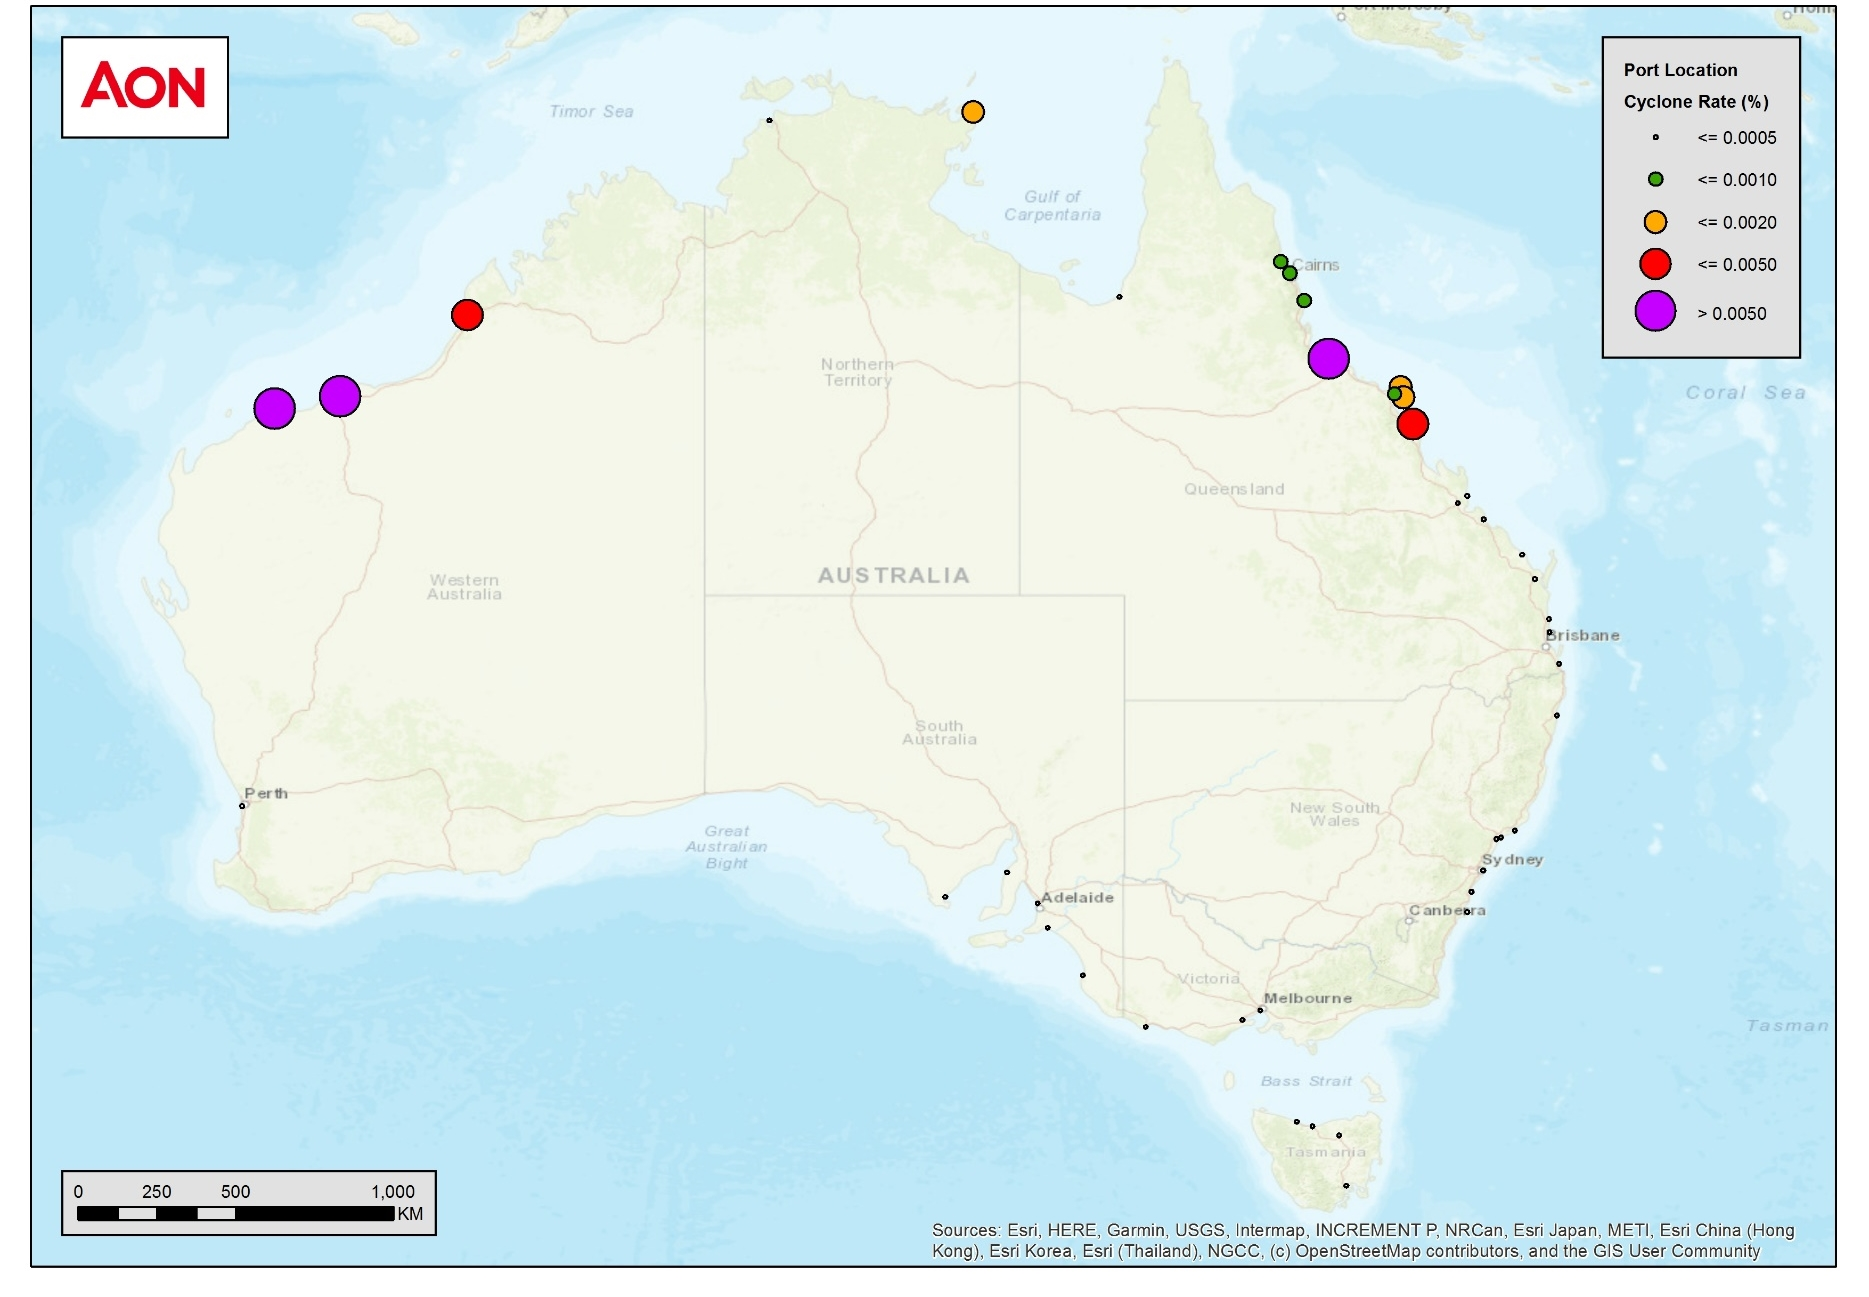 Port Moresby
AON
Port Location
Cyclone Rate (%)
<= 0.0005
<= 0.0010
<= 0.0020
<= 0.0050
> 0.0050
Timor Sea
Gulf of
Carpentaria
Cairns
Northern
Territory
Coral Sea
Queensland
AUSTRALIA
Western
Australia
Brisbane
South
Australia
Perth
New South
Wales
Great
Australian
Bight
Sydney
Adelaide
Canberra
Victoria
Melbourne
Tasman
Bass Strait
Tasmania
0 250 500 1,000
KM
Sources: Esri, HERE, Garmin, USGS, Intermap, INCREMENT P, NRCan, Esri Japan, METI, Esri China (Hong
Kong), Esri Korea, Esri (Thailand), NGCC, (c) OpenStreetMap contributors, and the GIS User Community